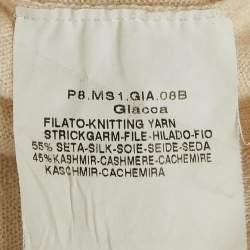 P8.MS1.GIA.08B
Giacca
FILATO-KNITTING YARN
STRICKGARM-FILE-HILADO-FIO
55% SETA-SILK-SOIE-SEIDE-SEDA
45% KASHMIR-CASHMERE-CACHEMIRE
KASCHMIR-CACHEMIRA